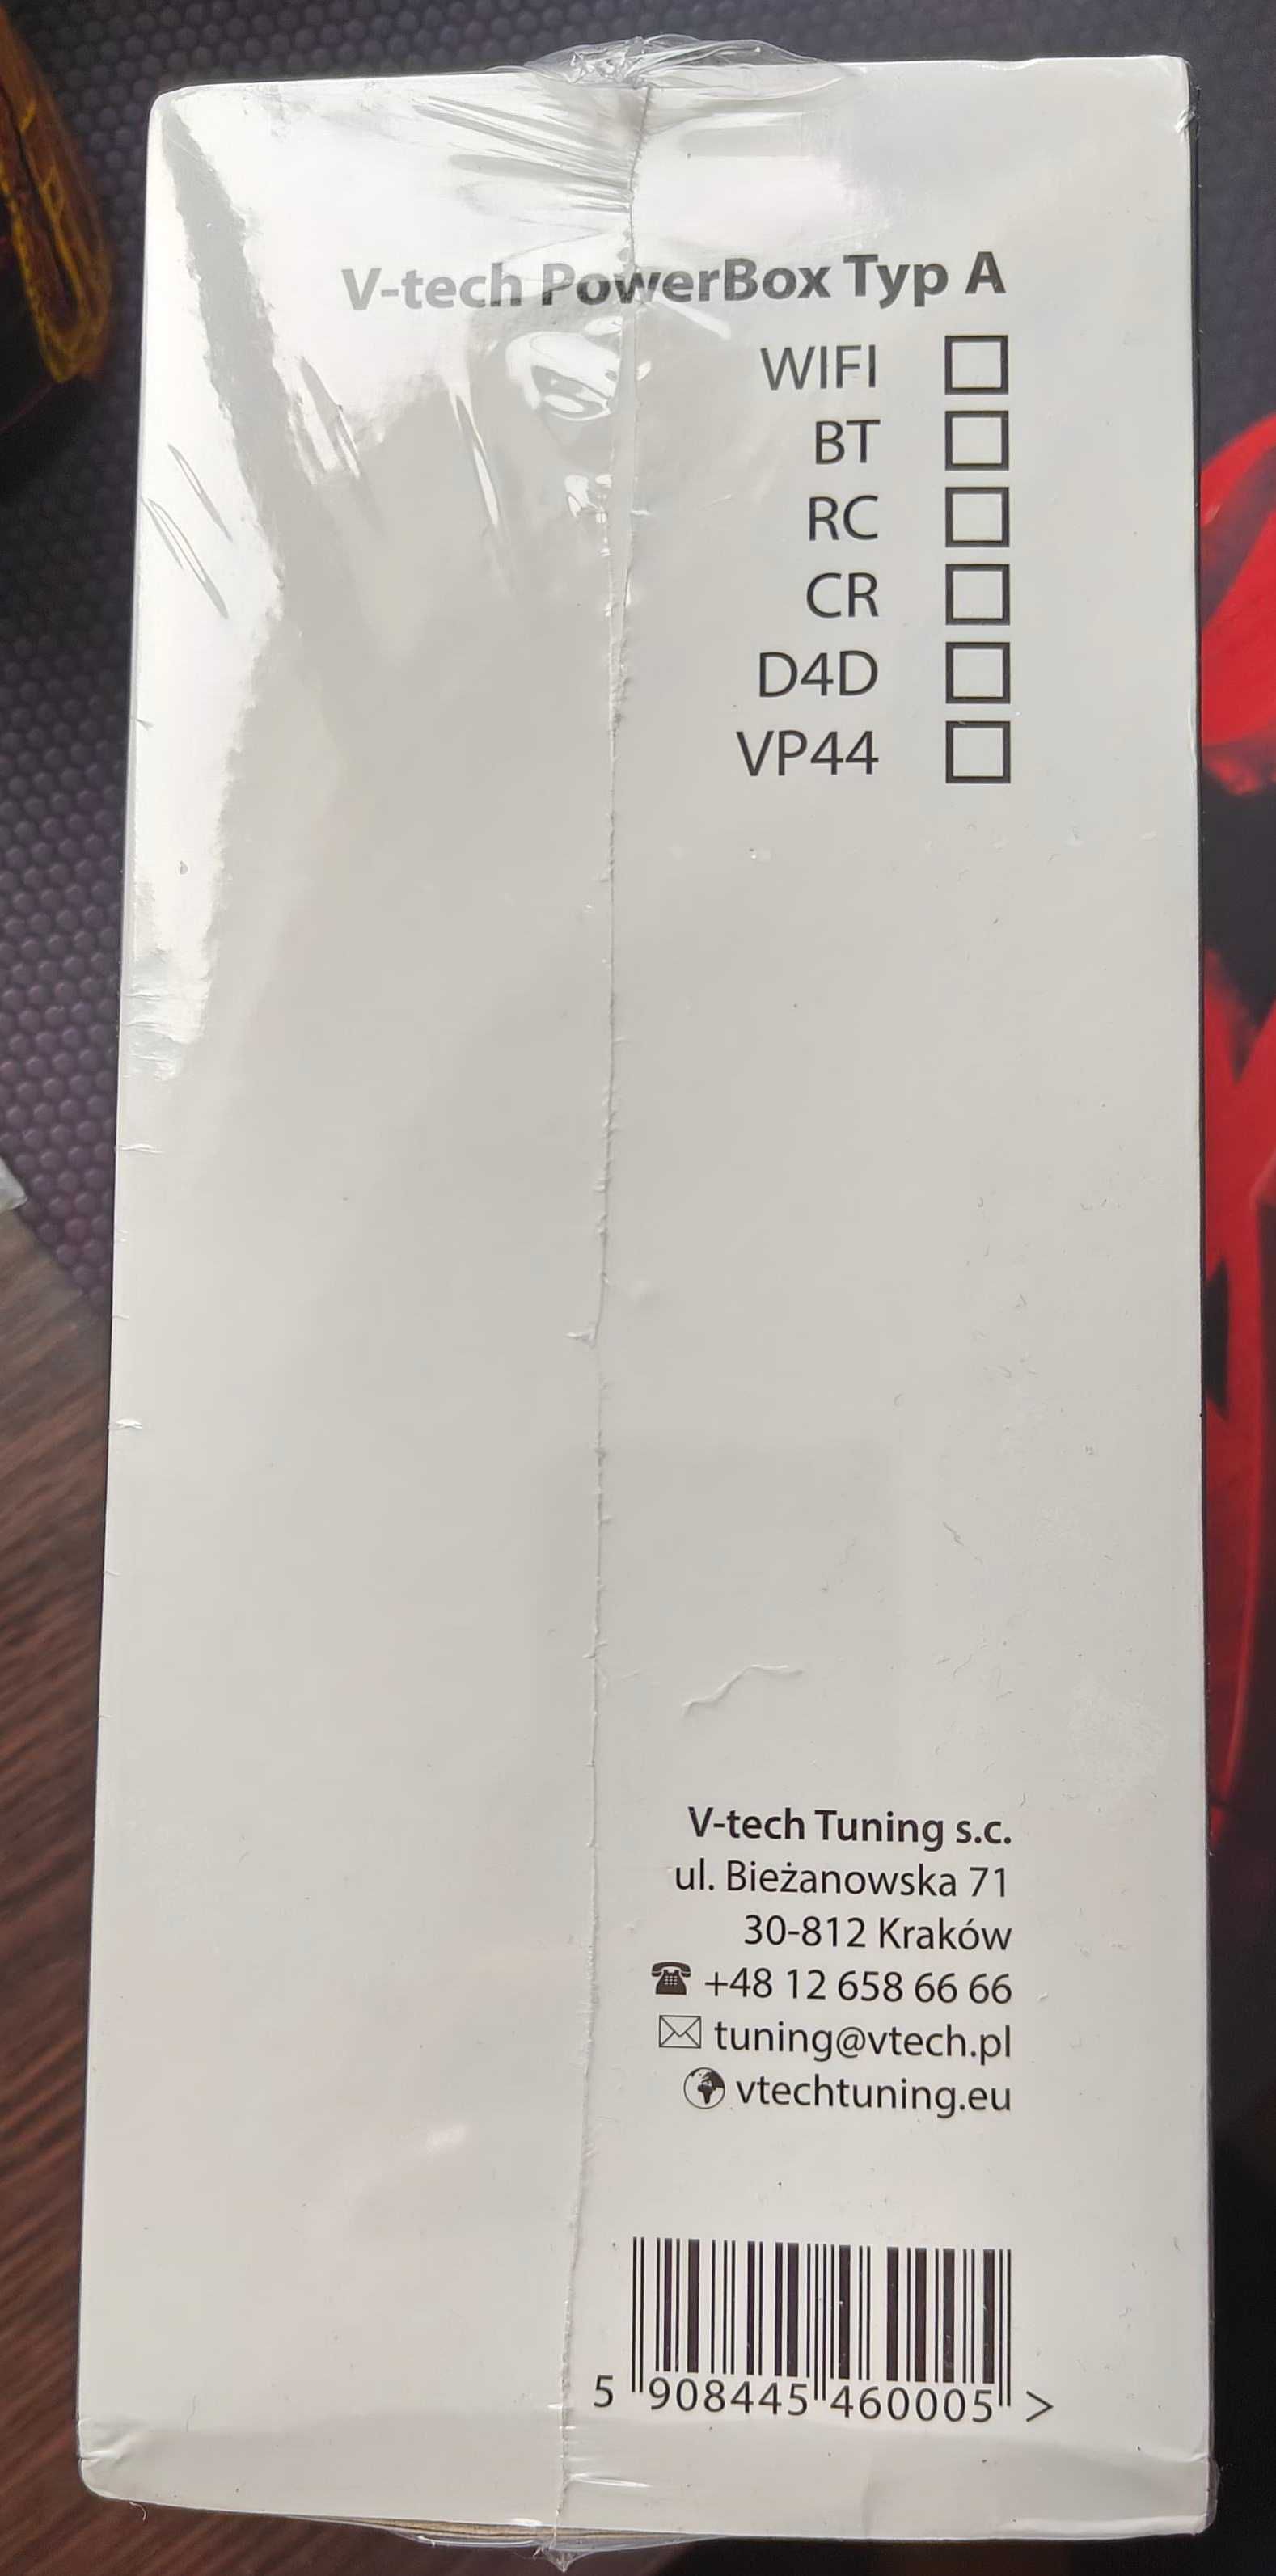 V-tech PowerBox Typ A
WIFI
BT
RC
CR
D4D
VP44
V-tech Tuning s.c.
ul. Bieżanowska 71
30-812 Kraków
+48 12 658 66 66
tuning@vtech.pl
vtechtuning.eu
5 908445 460005 >